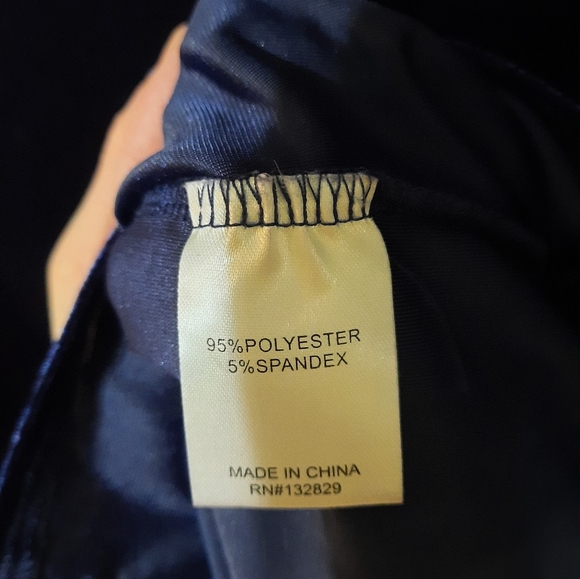 95%POLYESTER
5%SPANDEX
MADE IN CHINA
RN#132829